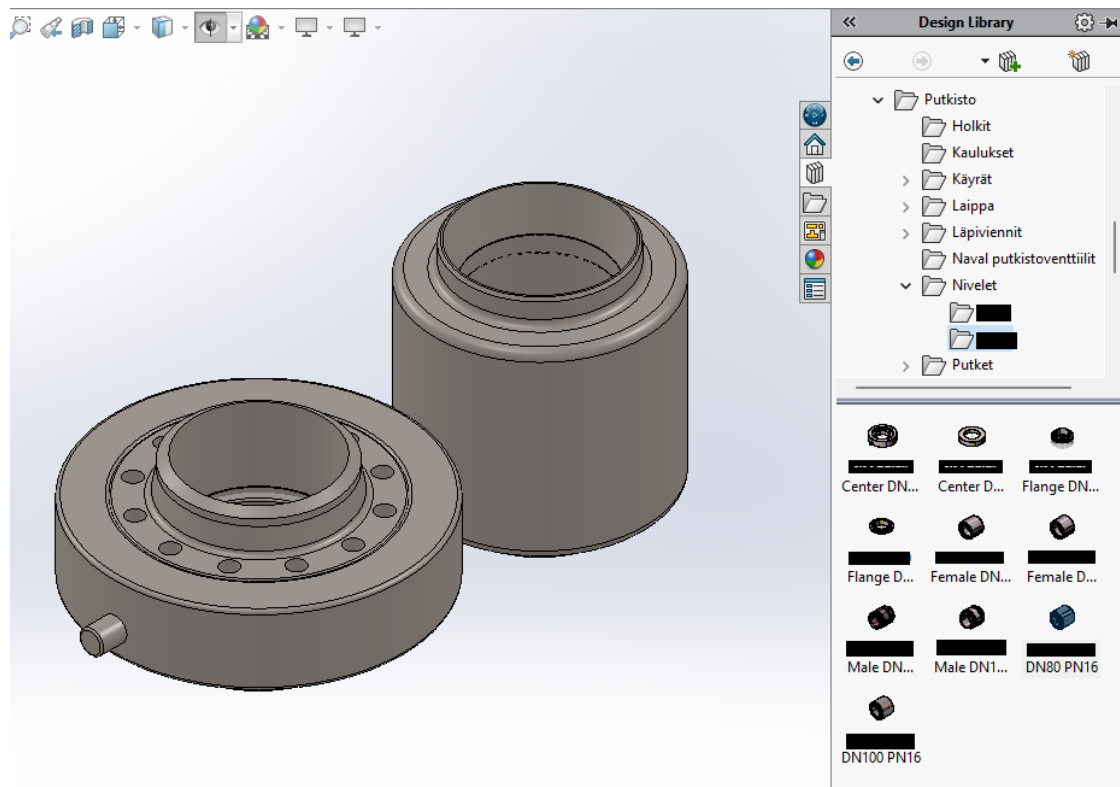 Design Library
Putkisto
Holkit
Kaulukset
Käyrät
Laippa
Läpiviennit
Naval putkistoventtiilit
Nivelet
Putket
Center DN... Center D... Flange DN...
Flange D... Female DN... Female D...
Male DN... Male DN1... DN80 PN16
DN100 PN16